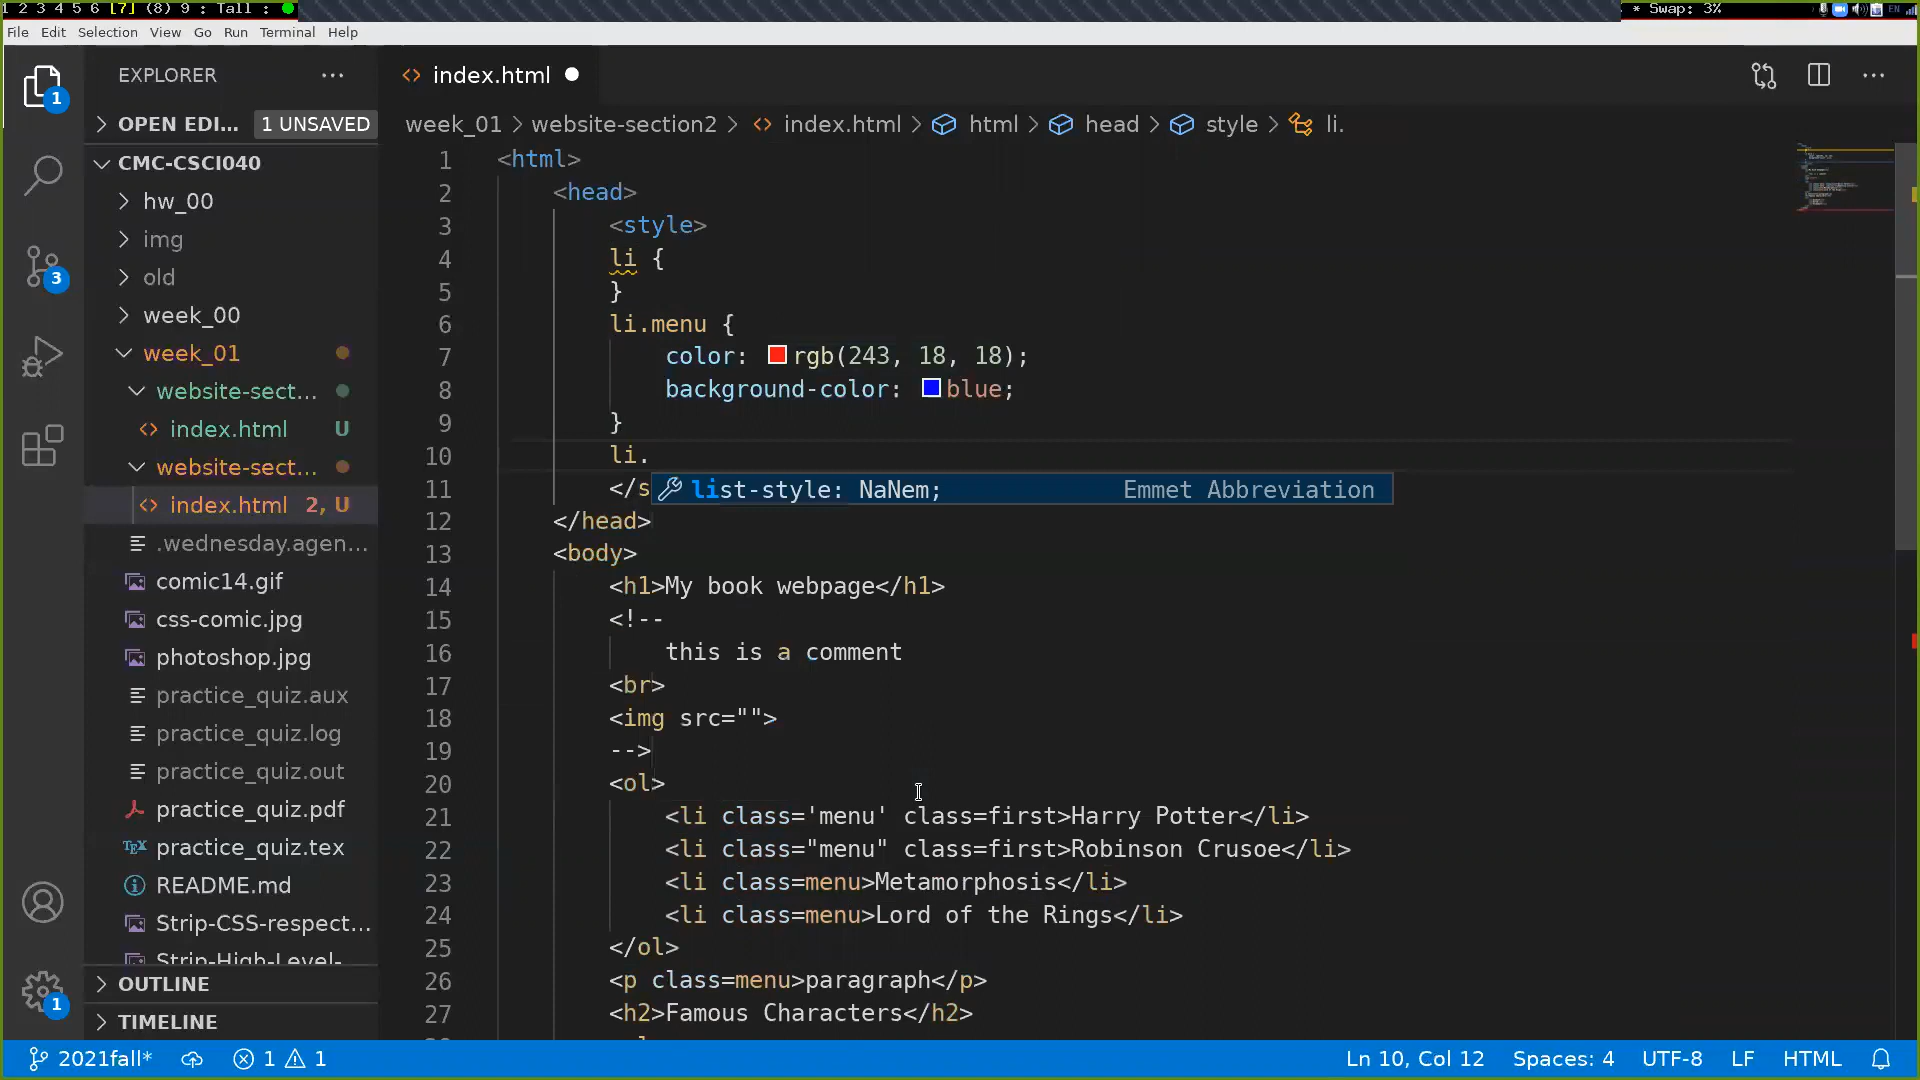 1 2 3 4 5 6 [7] (8) 9 : Tall :
* Swap: 3%
EN
File Edit Selection View Go Run Terminal Help
EXPLORER
index.html
OPEN EDI... 1 UNSAVED
week_01 > website-section2 > index.html > html > head > style > li.
CMC-CSCI040
hw_00
img
old
week_00
week_01
website-sect...
index.html U
website-sect...
index.html 2, U
.wednesday.agen...
comic14.gif
css-comic.jpg
photoshop.jpg
practice_quiz.aux
practice_quiz.log
practice_quiz.out
practice_quiz.pdf
practice_quiz.tex
README.md
Strip-CSS-respect...
Strip-High-Level-
OUTLINE
TIMELINE
1
3
1
1 <html>
2 <head>
3 <style>
4 li {
5 }
6 li.menu {
7 color: rgb(243, 18, 18);
8 background-color: blue;
9 }
10 li.
11 </s
list-style: NaNem; Emmet Abbreviation
12 </head>
13 <body>
14 <h1>My book webpage</h1>
15 <!--
16 this is a comment
17 <br>
18 <img src="">
19 -->
20 <ol>
21 <li class='menu' class=first>Harry Potter</li>
22 <li class="menu" class=first>Robinson Crusoe</li>
23 <li class=menu>Metamorphosis</li>
24 <li class=menu>Lord of the Rings</li>
25 </ol>
26 <p class=menu>paragraph</p>
27 <h2>Famous Characters</h2>
2021fall* 1 1 Ln 10, Col 12 Spaces: 4 UTF-8 LF HTML